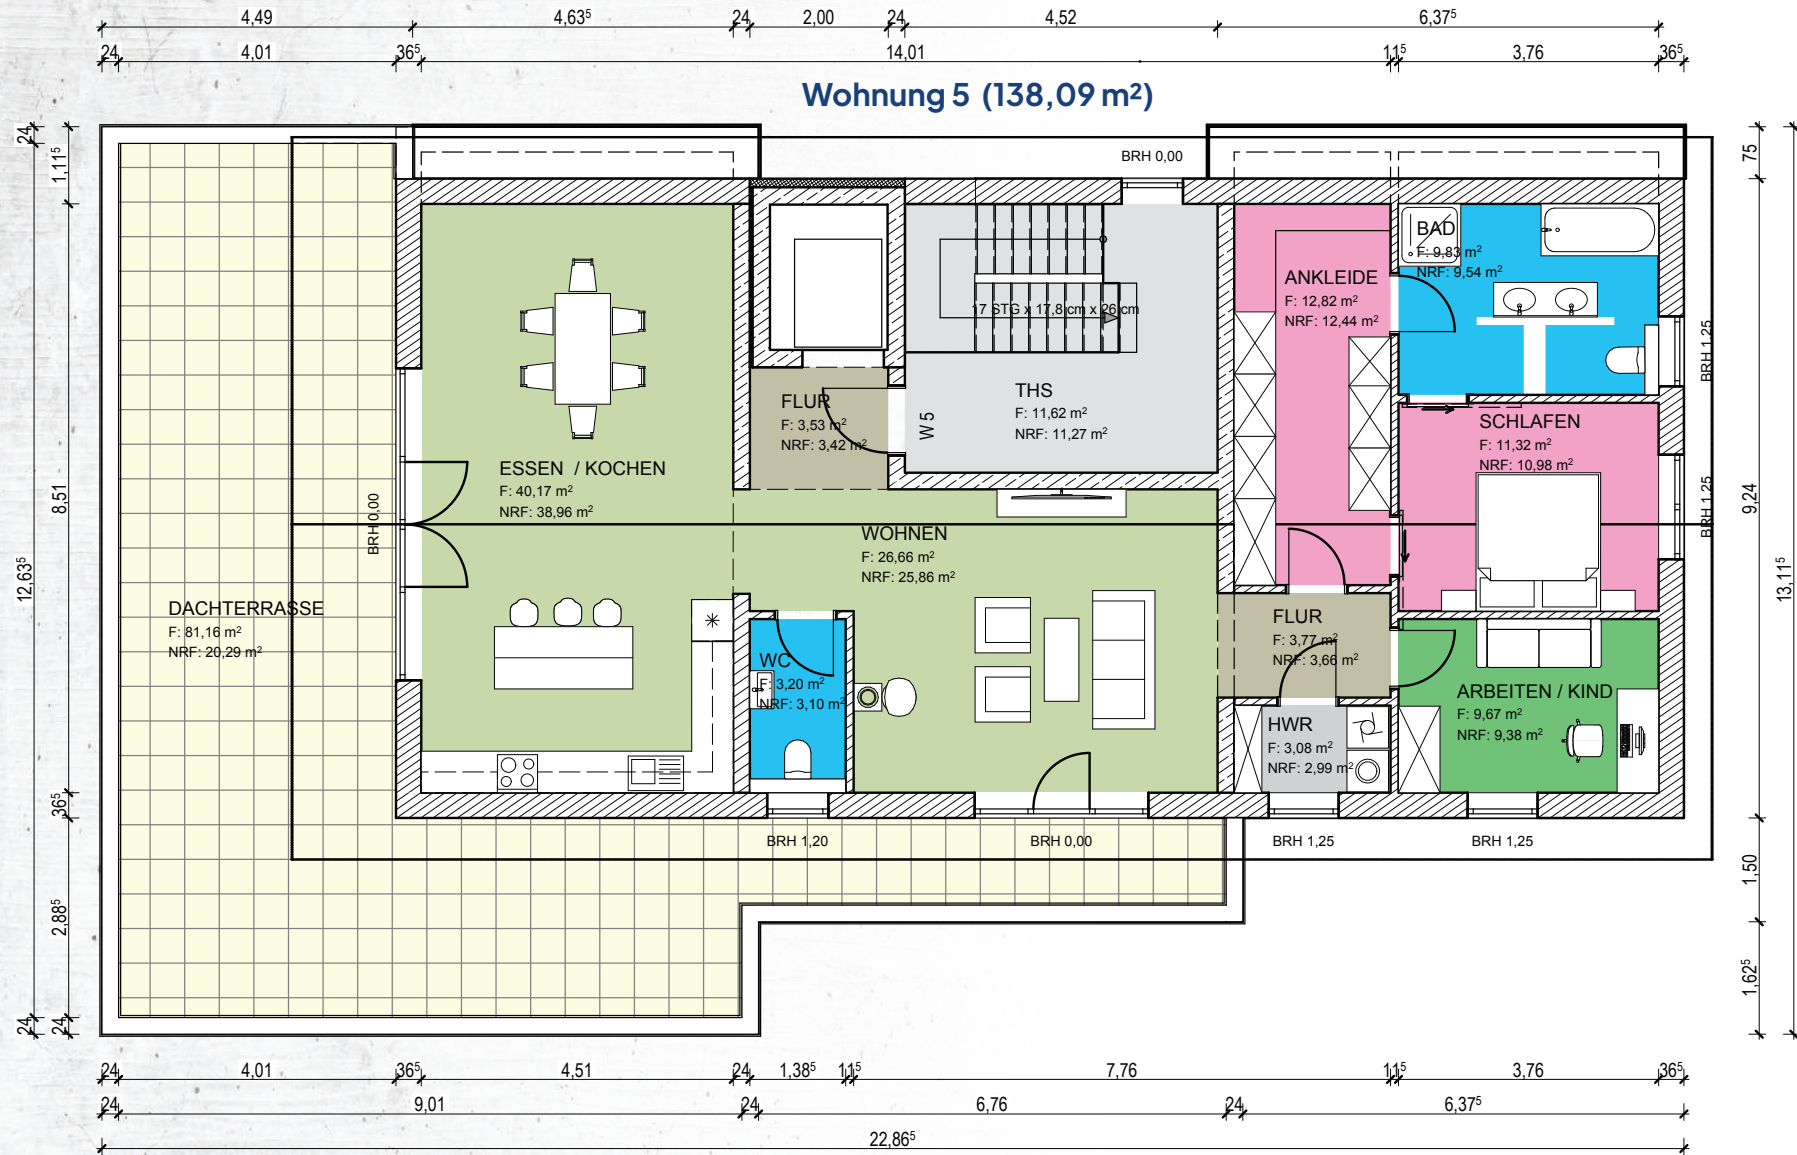 4,49 4,63⁵ 24 2,00 24 4,52 6,37⁵
24 4,01 36⁵ 14,01 11⁵ 3,76 36⁵
Wohnung 5 (138,09 m²)
24
1,11⁵
8,51
12,63⁵
36⁵
2,88⁵
24
24
75
9,24
13,11⁵
1,50
1,62⁵
BRH 0,00
BAD
F: 9,83 m²
NRF: 9,54 m²
ANKLEIDE
F: 12,82 m²
NRF: 12,44 m²
17 STG x 17,8 cm x 26 cm
BRH 1,25
THS
F: 11,62 m²
NRF: 11,27 m²
W 5
FLUR
F: 3,53 m²
NRF: 3,42 m²
SCHLAFEN
F: 11,32 m²
NRF: 10,98 m²
BRH 1,25
ESSEN / KOCHEN
F: 40,17 m²
NRF: 38,96 m²
BRH 0,00
WOHNEN
F: 26,66 m²
NRF: 25,86 m²
DACHTERRASSE
F: 81,16 m²
NRF: 20,29 m²
FLUR
F: 3,77 m²
NRF: 3,66 m²
WC
F: 3,20 m²
NRF: 3,10 m²
ARBEITEN / KIND
F: 9,67 m²
NRF: 9,38 m²
HWR
F: 3,08 m²
NRF: 2,99 m²
BRH 1,20
BRH 0,00
BRH 1,25
BRH 1,25
24 4,01 36⁵ 4,51 24 1,38⁵ 11⁵ 7,76 11⁵ 3,76 36⁵
24 9,01 24 6,76 24 6,37⁵
22,86⁵